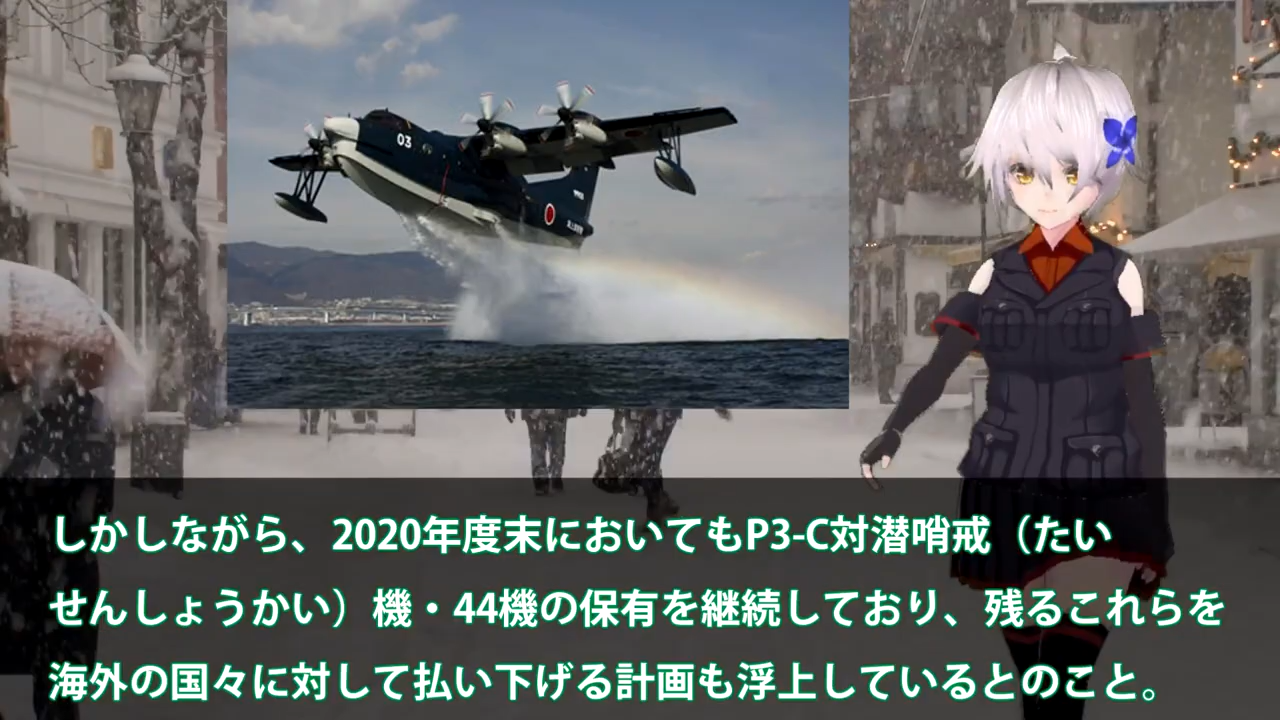 03
しかしながら、2020年度末においてもP3-C対潜哨戒（たい
せんしょうかい）機・44機の保有を継続しており、残るこれらを
海外の国々に対して払い下げる計画も浮上しているとのこと。